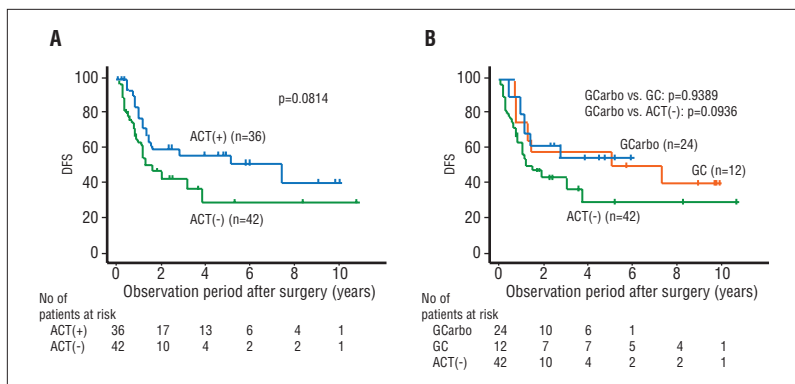 A
100
80
60
40
20
0
DFS
p=0.0814
ACT(+) (n=36)
ACT(-) (n=42)
0 2 4 6 8 10
Observation period after surgery (years)
No of
patients at risk
ACT(+) 36 17 13 6 4 1
ACT(-) 42 10 4 2 2 1
B
100
80
60
40
20
0
DFS
GCarbo vs. GC: p=0.9389
GCarbo vs. ACT(-): p=0.0936
GCarbo (n=24)
GC (n=12)
ACT(-) (n=42)
0 2 4 6 8 10
Observation period after surgery (years)
No of
patients at risk
GCarbo 24 10 6 1
GC 12 7 7 5 4 1
ACT(-) 42 10 4 2 2 1